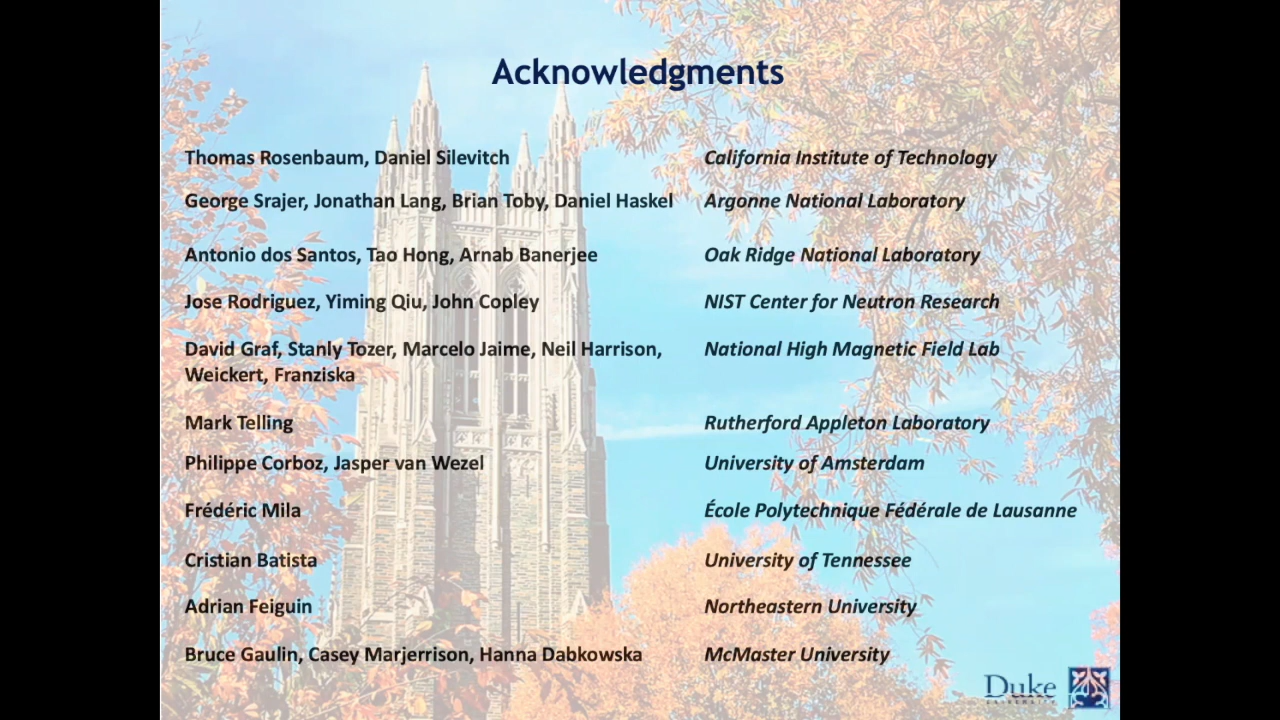 Acknowledgments
Thomas Rosenbaum, Daniel Silevitch California Institute of Technology
George Srajer, Jonathan Lang, Brian Toby, Daniel Haskel Argonne National Laboratory
Antonio dos Santos, Tao Hong, Arnab Banerjee Oak Ridge National Laboratory
Jose Rodriguez, Yiming Qiu, John Copley NIST Center for Neutron Research
David Graf, Stanly Tozer, Marcelo Jaime, Neil Harrison, National High Magnetic Field Lab
Weickert, Franziska
Mark Telling Rutherford Appleton Laboratory
Philippe Corboz, Jasper van Wezel University of Amsterdam
Frédéric Mila École Polytechnique Fédérale de Lausanne
Cristian Batista University of Tennessee
Adrian Feiguin Northeastern University
Bruce Gaulin, Casey Marjerrison, Hanna Dabkowska McMaster University
Duke
UNIVERSITY